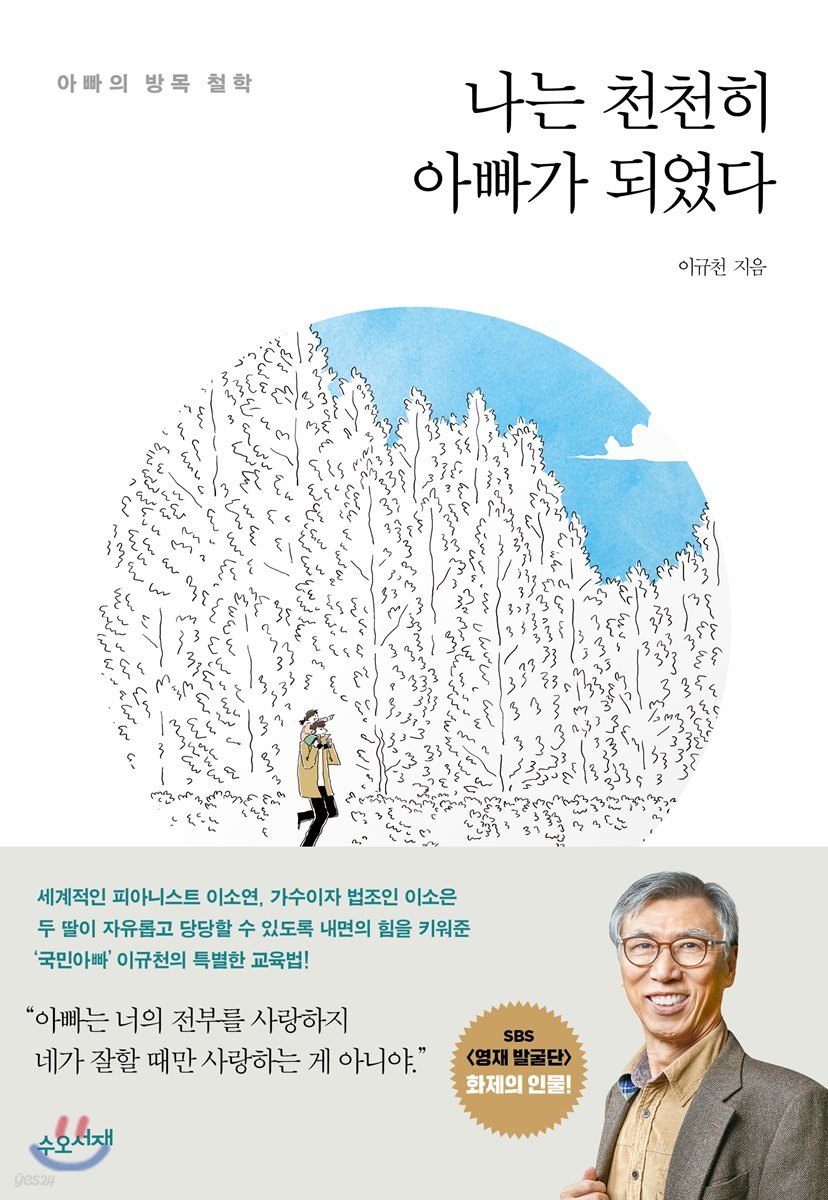 아빠의 방목 철학
나는 천천히
아빠가 되었다
이규천 지음
세계적인 피아니스트 이소연, 가수이자 법조인 이소은
두 딸이 자유롭고 당당할 수 있도록 내면의 힘을 키워준
‘국민아빠’ 이규천의 특별한 교육법!
“아빠는 너의 전부를 사랑하지
네가 잘할 때만 사랑하는 게 아니야.”
SBS
〈영재 발굴단〉
화제의 인물!
수오서재
yes24